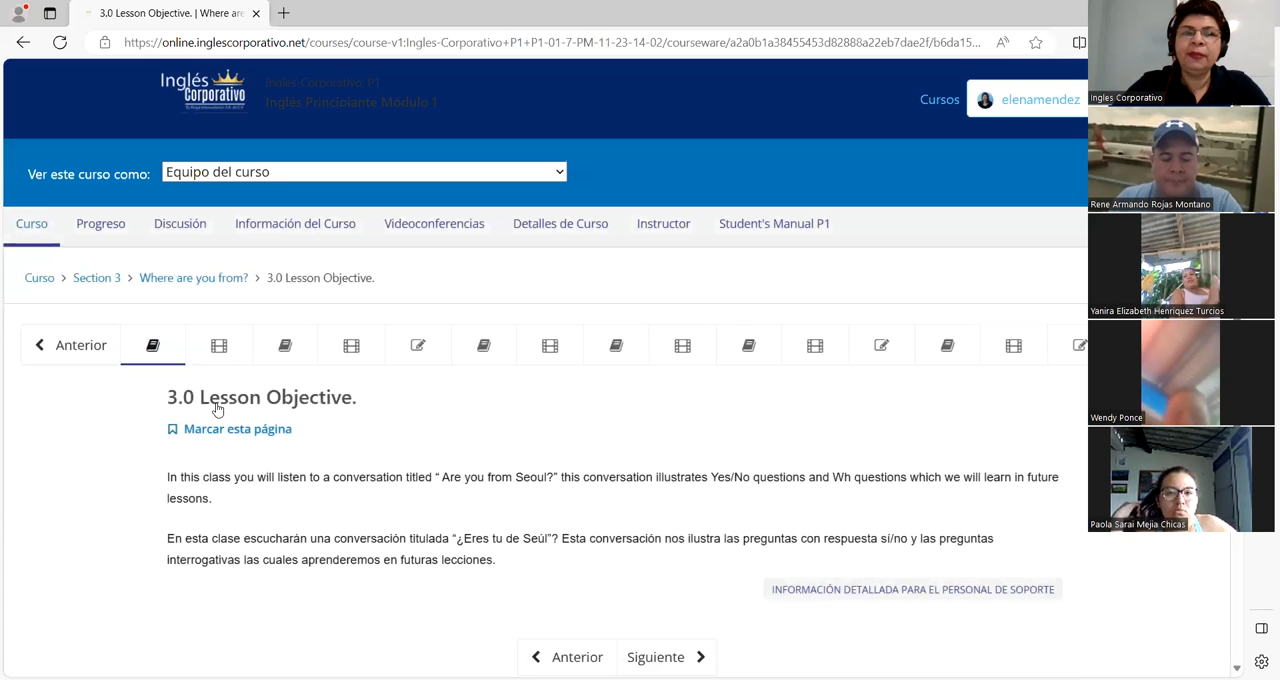 3.0 Lesson Objective. | Where are
https://online.inglescorporativo.net/courses/course-v1:Ingles-Corporativo+P1+P1-01-7-PM-11-23-14-02/courseware/a2a0b1a38455453d82888a22eb7dae2f/b6da15...
Inglés
Corporativo
Ingles-Corporativo: P1
Inglés Principiante Módulo 1
Cursos
elenamendez
Ver este curso como:
Equipo del curso
Curso
Progreso
Discusión
Información del Curso
Videoconferencias
Detalles de Curso
Instructor
Student's Manual P1
Curso > Section 3 > Where are you from? > 3.0 Lesson Objective.
Anterior
3.0 Lesson Objective.
Marcar esta página
In this class you will listen to a conversation titled “ Are you from Seoul?” this conversation illustrates Yes/No questions and Wh questions which we will learn in future
lessons.
En esta clase escucharán una conversación titulada “¿Eres tu de Seúl”? Esta conversación nos ilustra las preguntas con respuesta sí/no y las preguntas
interrogativas las cuales aprenderemos en futuras lecciones.
INFORMACIÓN DETALLADA PARA EL PERSONAL DE SOPORTE
Anterior
Siguiente
Ingles Corporativo
Rene Armando Rojas Montano
Yanira Elizabeth Henriquez Turcios
Wendy Ponce
Paola Sarai Mejia Chicas